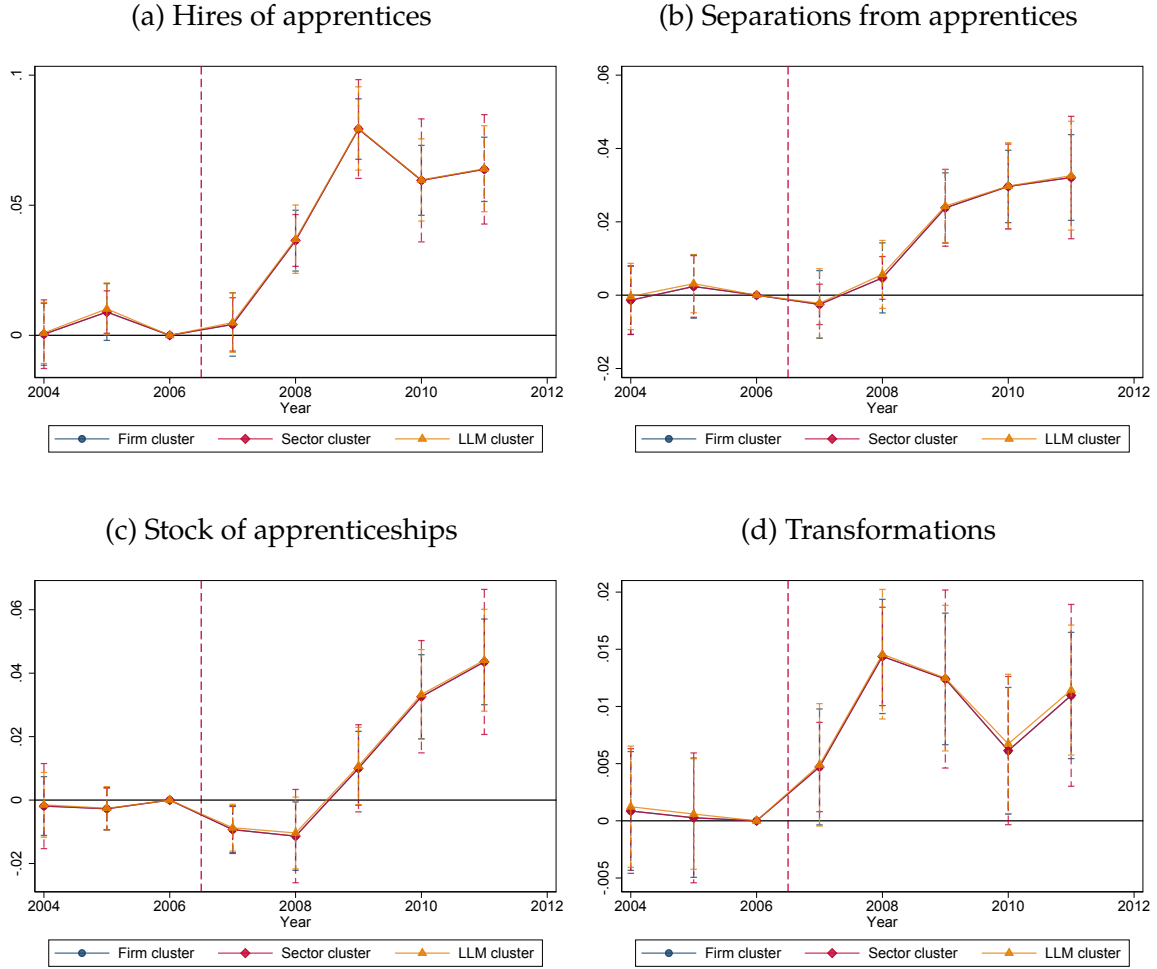 (a) Hires of apprentices
.1
.05
0
2004 2006 2008 2010 2012
Year
Firm cluster Sector cluster LLM cluster
(b) Separations from apprentices
.06
.04
.02
0
-.02
2004 2006 2008 2010 2012
Year
Firm cluster Sector cluster LLM cluster
(c) Stock of apprenticeships
.06
.04
.02
0
-.02
2004 2006 2008 2010 2012
Year
Firm cluster Sector cluster LLM cluster
(d) Transformations
.02
.015
.01
.005
0
-.005
2004 2006 2008 2010 2012
Year
Firm cluster Sector cluster LLM cluster